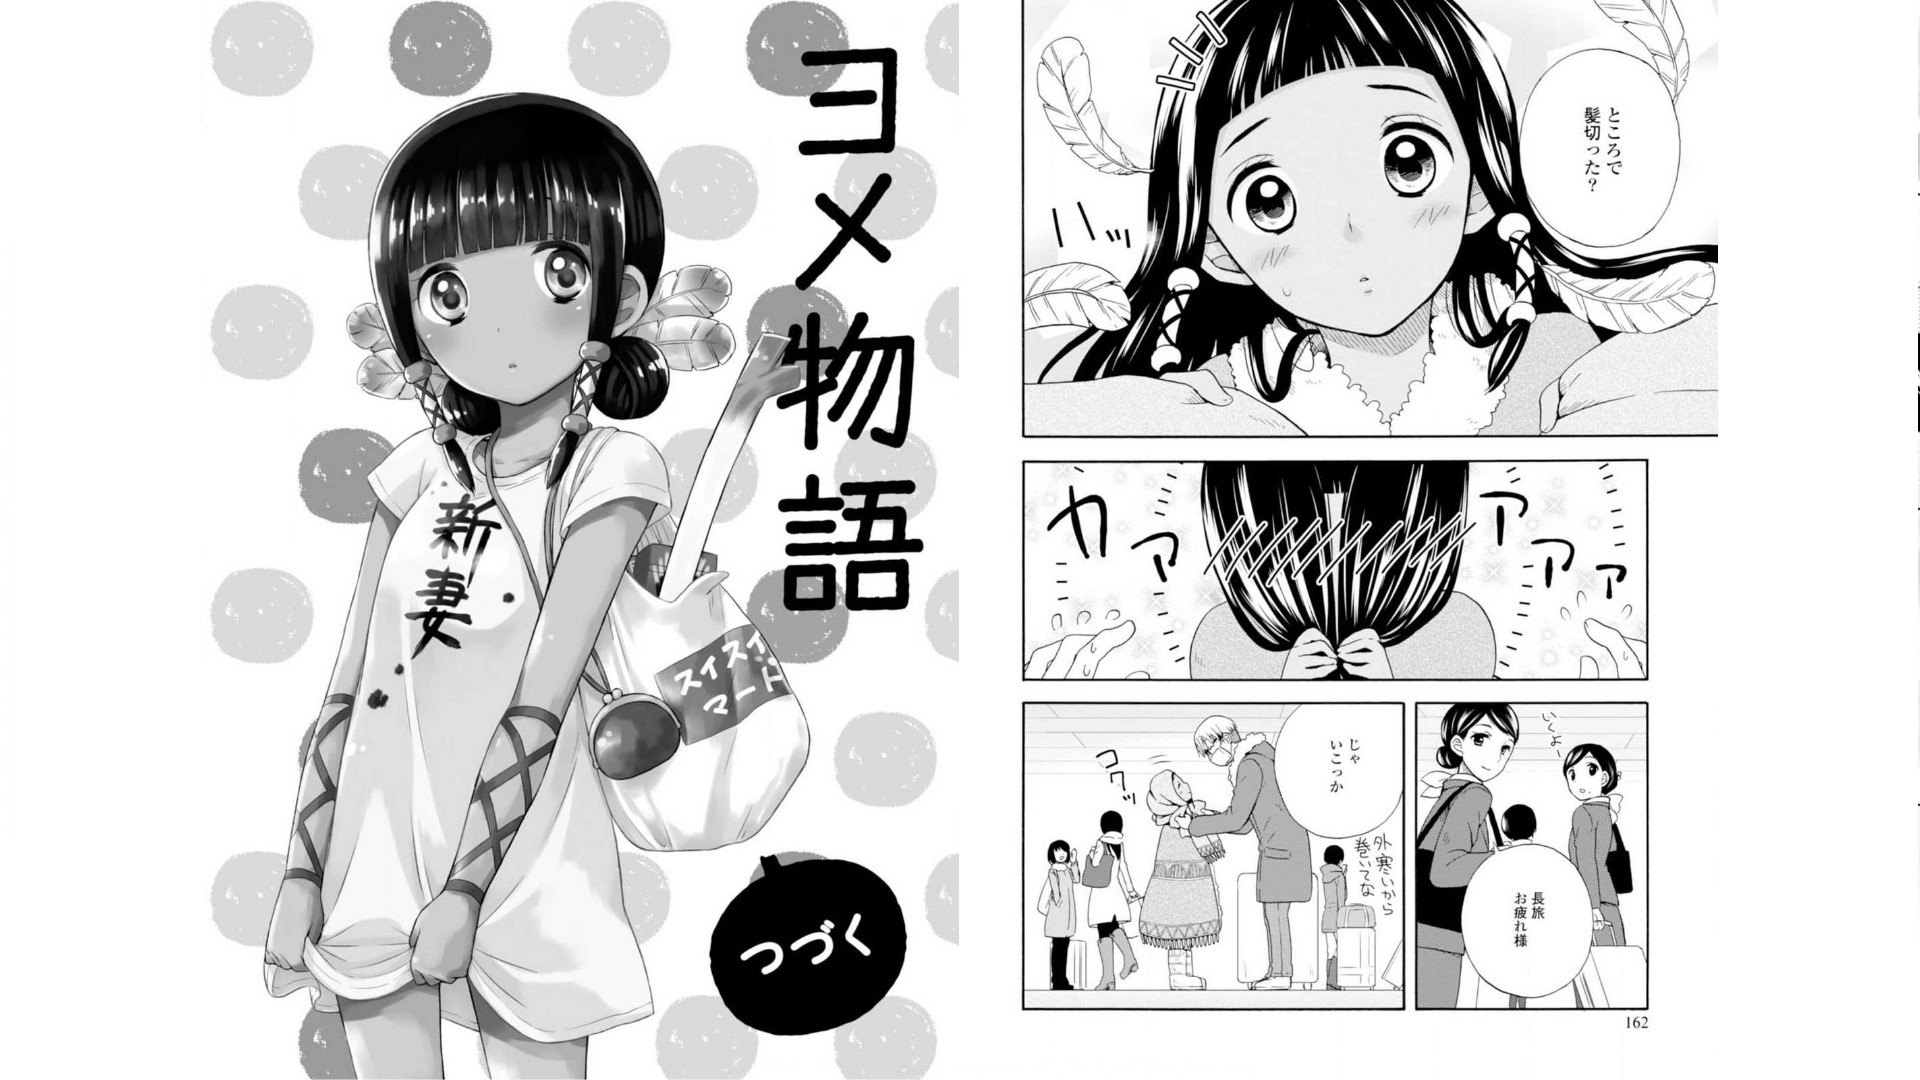 ヨメ物語
新妻
スイスイ
マート
つづく
ところで
髪切った?
ハッ
カァァァァ
いくよー
長旅
お疲れ様
じゃ
いこっか
コクッ
外寒いから
巻いてな
162